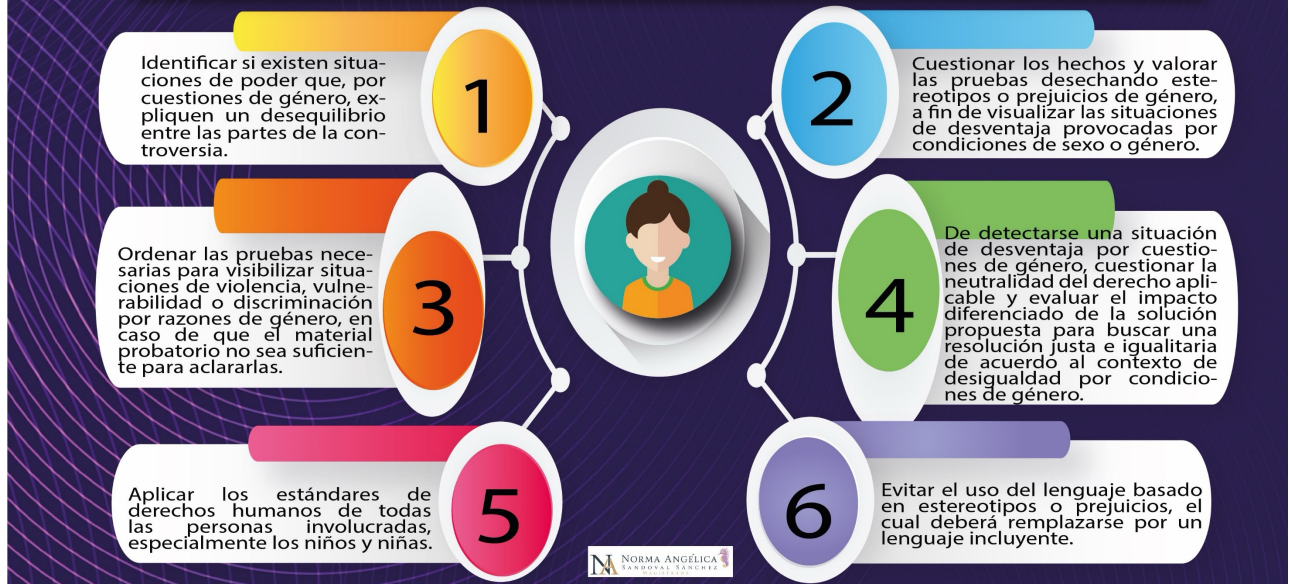 1
Identificar si existen situa-
ciones de poder que, por
cuestiones de género, ex-
pliquen un desequilibrio
entre las partes de la con-
troversia.
2
Cuestionar los hechos y valorar
las pruebas desechando este-
reotipos o prejuicios de género,
a fin de visualizar las situaciones
de desventaja provocadas por
condiciones de sexo o género.
3
Ordenar las pruebas nece-
sarias para visibilizar situa-
ciones de violencia, vulne-
rabilidad o discriminación
por razones de género, en
caso de que el material
probatorio no sea suficien-
te para aclararlas.
4
De detectarse una situación
de desventaja por cuestio-
nes de género, cuestionar la
neutralidad del derecho apli-
cable y evaluar el impacto
diferenciado de la solución
propuesta para buscar una
resolución justa e igualitaria
de acuerdo al contexto de
desigualdad por condicio-
nes de género.
5
Aplicar los estándares de
derechos humanos de todas
las personas involucradas,
especialmente los niños y niñas.
6
Evitar el uso del lenguaje basado
en estereotipos o prejuicios, el
cual deberá remplazarse por un
lenguaje incluyente.
NA NORMA ANGÉLICA
SANDOVAL SÁNCHEZ
MAGISTRADA